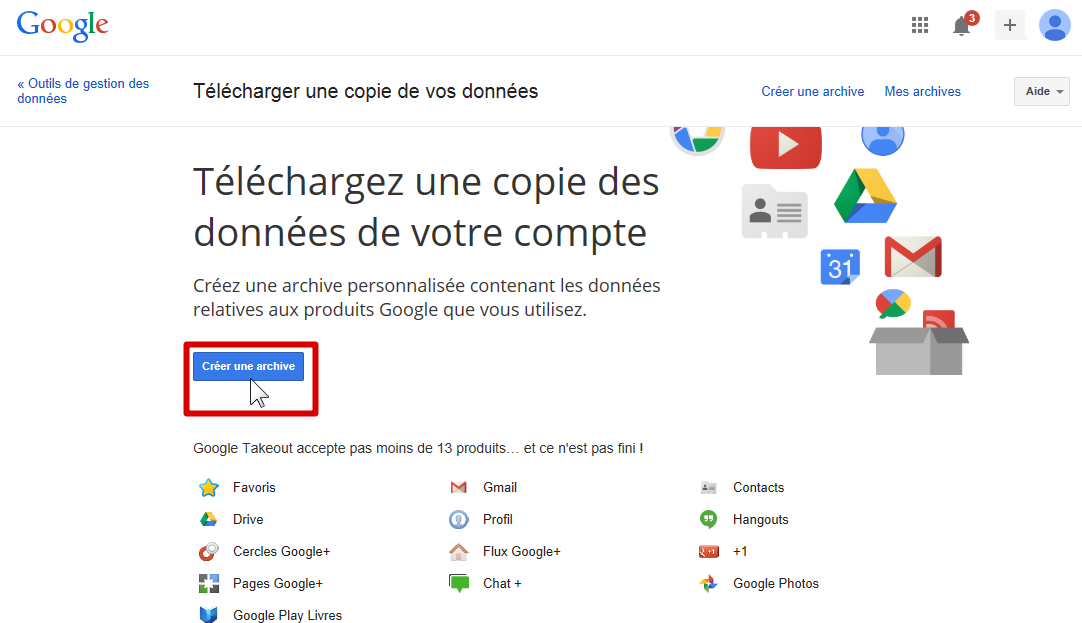 Google
3
« Outils de gestion des
données
Télécharger une copie de vos données
Créer une archive
Mes archives
Aide
Téléchargez une copie des
données de votre compte
Créez une archive personnalisée contenant les données
relatives aux produits Google que vous utilisez.
31
Créer une archive
Google Takeout accepte pas moins de 13 produits… et ce n'est pas fini !
Favoris
Gmail
Contacts
Drive
Profil
Hangouts
Cercles Google+
Flux Google+
+1
Pages Google+
Chat +
Google Photos
Google Play Livres